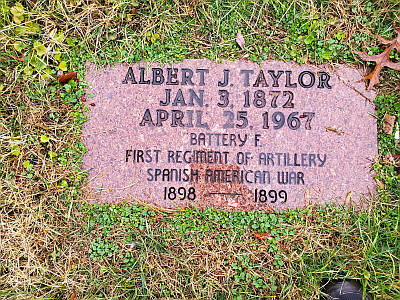 ALBERT J TAYLOR
JAN. 3, 1872
APRIL 25, 1967
BATTERY F.
FIRST REGIMENT OF ARTILLERY
SPANISH AMERICAN WAR
1898 — 1899